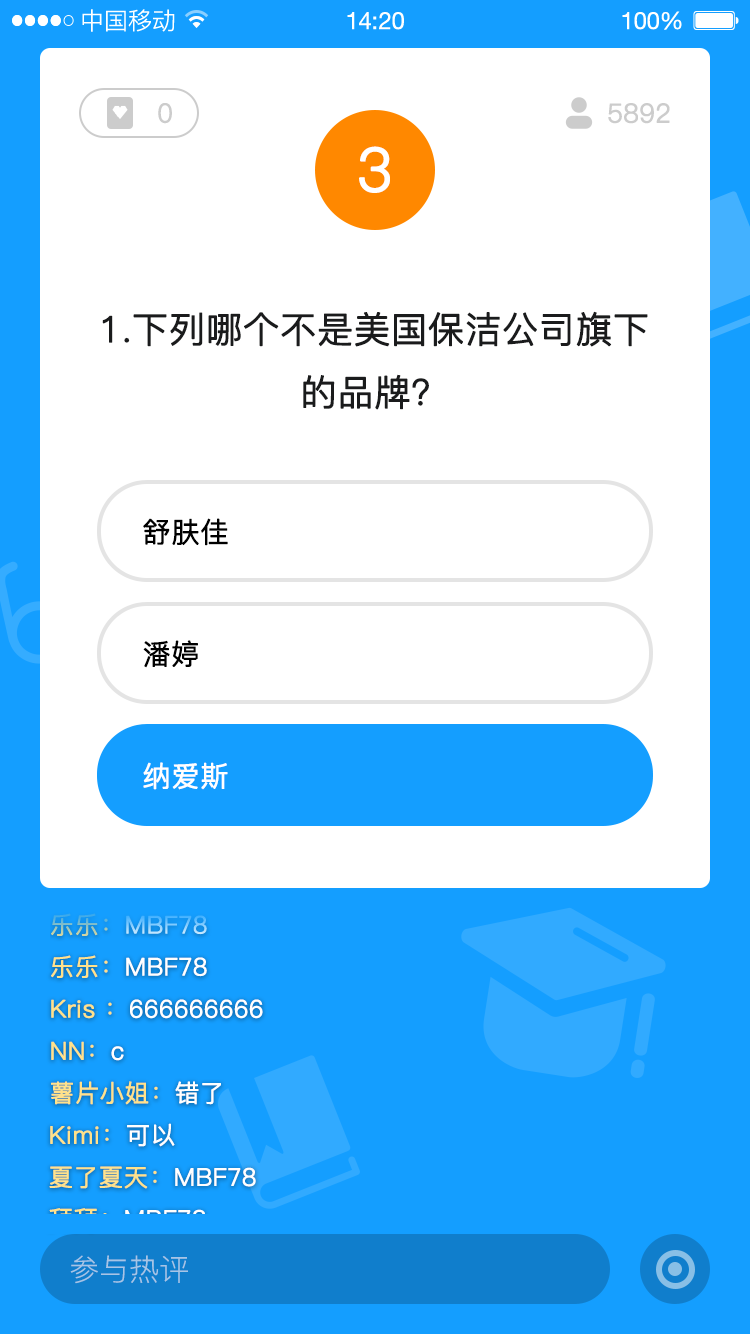 中国移动 14:20 100%
0 5892
3
1.下列哪个不是美国保洁公司旗下
的品牌?
舒肤佳
潘婷
纳爱斯
乐乐：MBF78
乐乐：MBF78
Kris：666666666
NN：c
薯片小姐：错了
Kimi：可以
夏了夏天：MBF78
拜拜：MBF78
参与热评